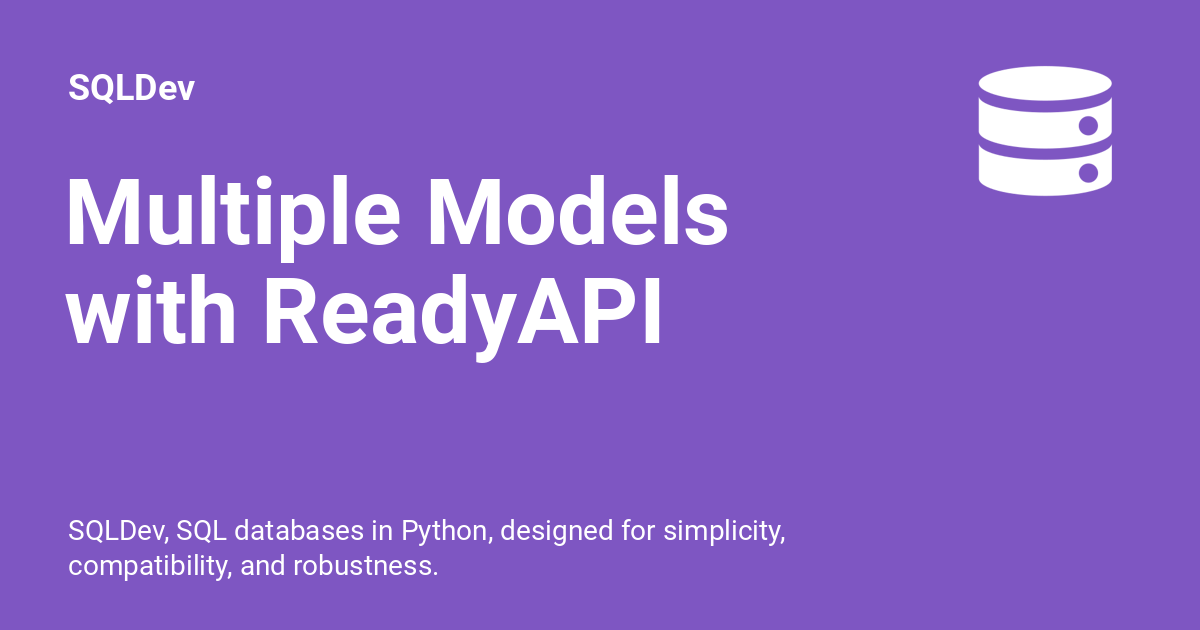 SQLDev
Multiple Models
with ReadyAPI
SQLDev, SQL databases in Python, designed for simplicity,
compatibility, and robustness.